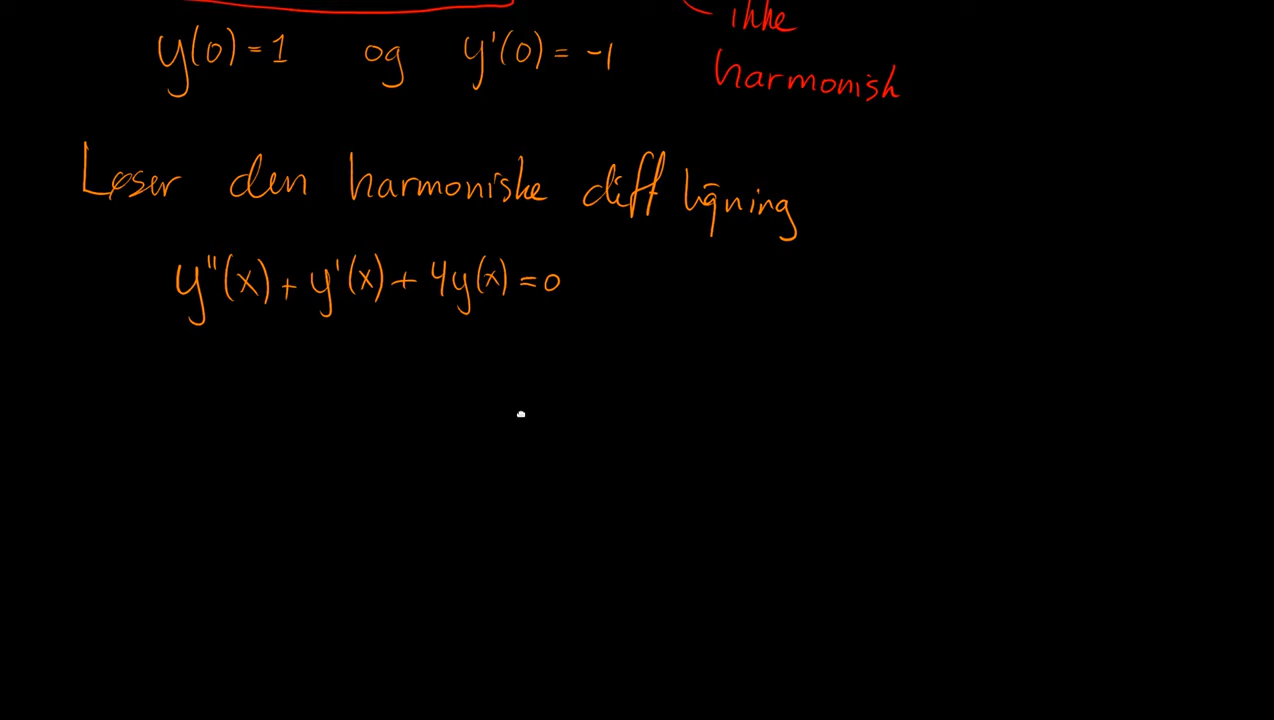 ikke
y(0) = 1 og y'(0) = -1
harmonisk
Løser den harmoniske diff ligning
y''(x) + y'(x) + 4y(x) = 0